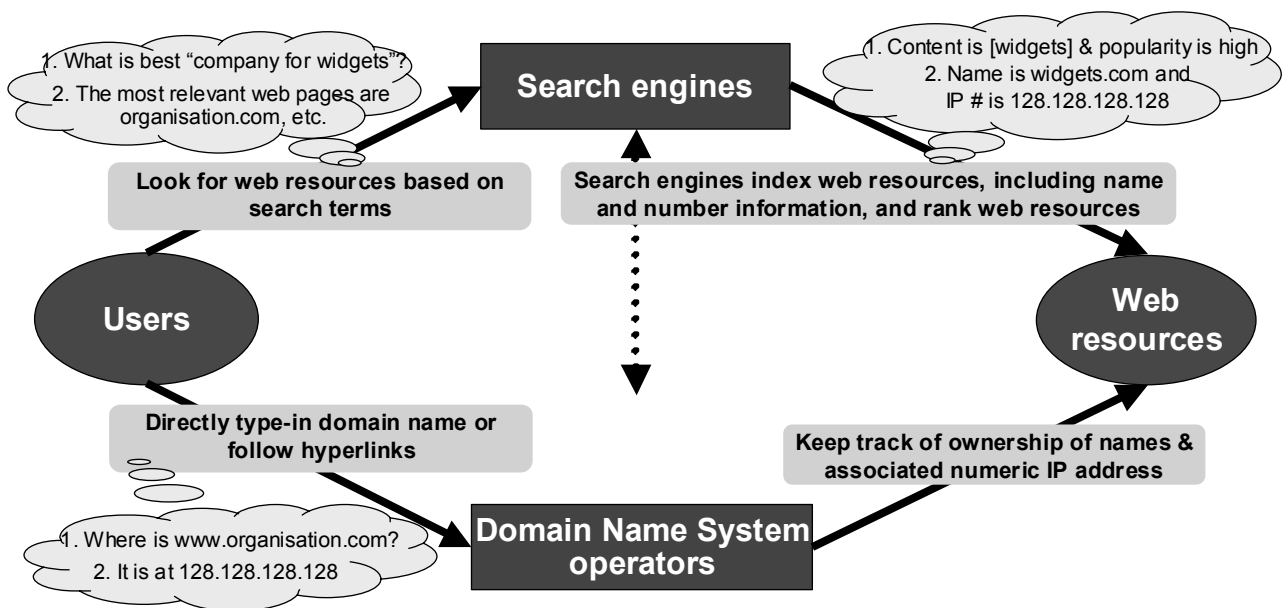 1. What is best “company for widgets”?
2. The most relevant web pages are
organisation.com, etc.
Search engines
1. Content is [widgets] & popularity is high
2. Name is widgets.com and
IP # is 128.128.128.128
Look for web resources based on
search terms
Search engines index web resources, including name
and number information, and rank web resources
Users
Web
resources
Directly type-in domain name or
follow hyperlinks
Keep track of ownership of names &
associated numeric IP address
1. Where is www.organisation.com?
2. It is at 128.128.128.128
Domain Name System
operators